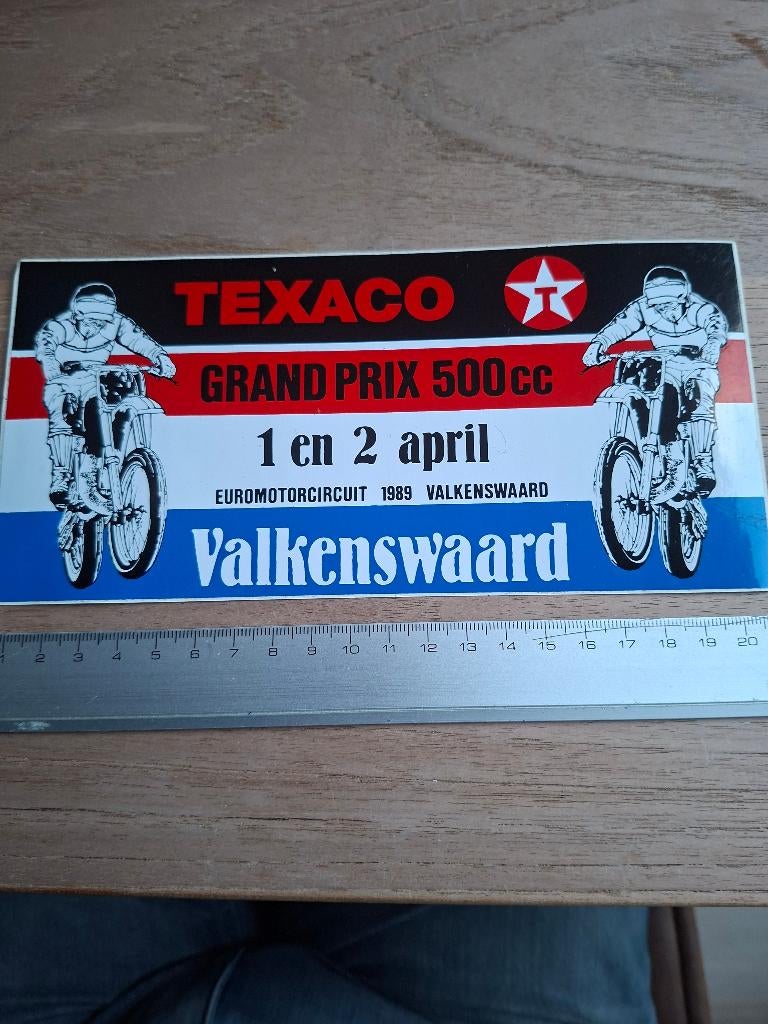 TEXACO T
GRAND PRIX 500cc
1 en 2 april
EUROMOTORCIRCUIT 1989 VALKENSWAARD
Valkenswaard
1 2 3 4 5 6 7 8 9 10 11 12 13 14 15 16 17 18 19 20